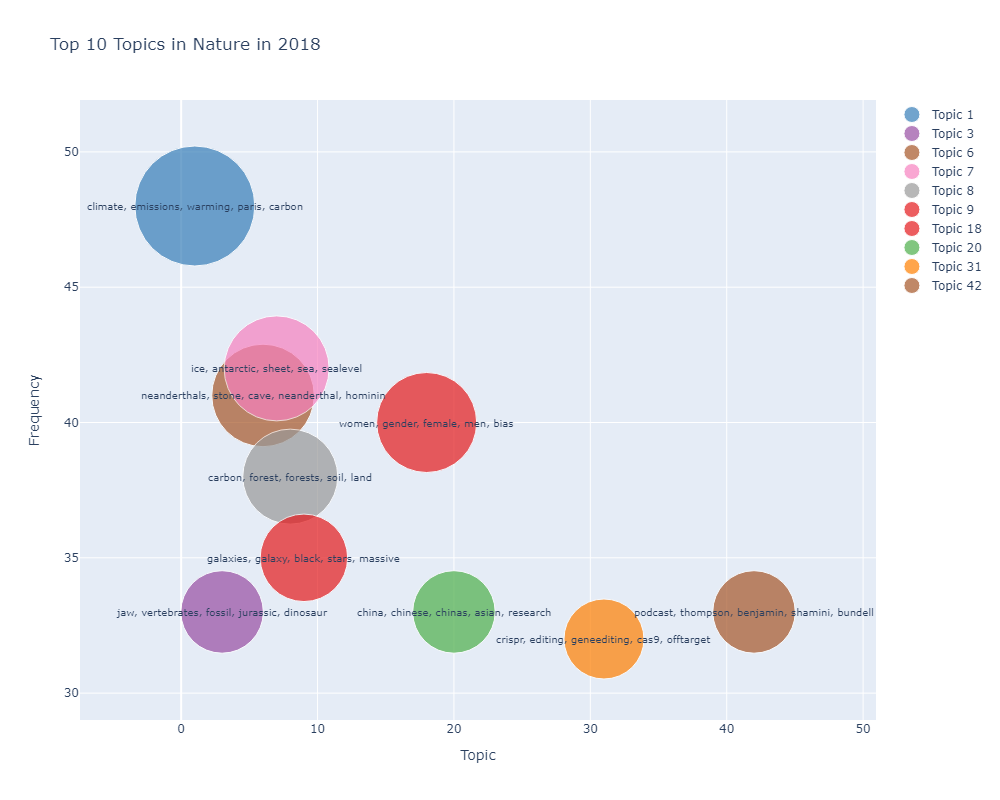 Top 10 Topics in Nature in 2018
50
45
40
35
30
Frequency
climate, emissions, warming, paris, carbon
ice, antarctic, sheet, sea, sealevel
neanderthals, stone, cave, neanderthal, hominin
women, gender, female, men, bias
carbon, forest, forests, soil, land
galaxies, galaxy, black, stars, massive
jaw, vertebrates, fossil, jurassic, dinosaur
china, chinese, chinas, asian, research
podcast, thompson, benjamin, shamini, bundell
crispr, editing, geneediting, cas9, offtarget
0 10 20 30 40 50
Topic
Topic 1
Topic 3
Topic 6
Topic 7
Topic 8
Topic 9
Topic 18
Topic 20
Topic 31
Topic 42